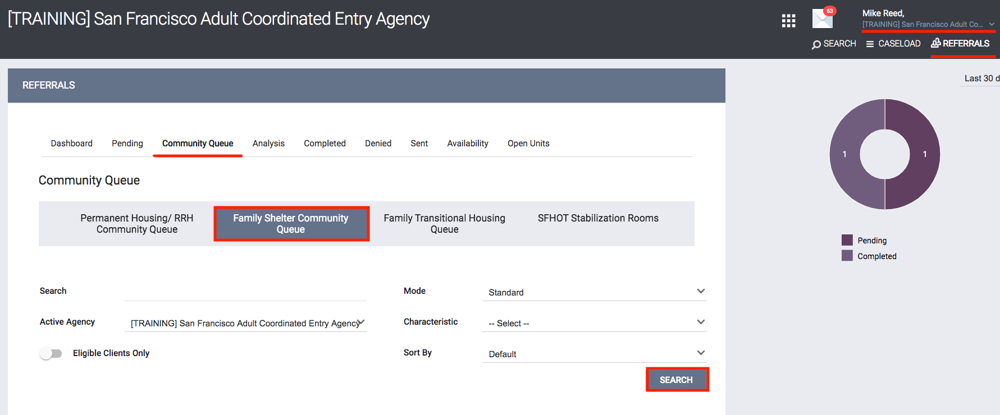 [TRAINING] San Francisco Adult Coordinated Entry Agency
63
Mike Reed,
[TRAINING] San Francisco Adult Co...
SEARCH
CASELOAD
REFERRALS
REFERRALS
Last 30 d
Dashboard
Pending
Community Queue
Analysis
Completed
Denied
Sent
Availability
Open Units
Community Queue
Permanent Housing/ RRH
Community Queue
Family Shelter Community
Queue
Family Transitional Housing
Queue
SFHOT Stabilization Rooms
1
1
Pending
Completed
Search
Mode
Standard
Active Agency
[TRAINING] San Francisco Adult Coordinated Entry Agency
Characteristic
-- Select --
Eligible Clients Only
Sort By
Default
SEARCH